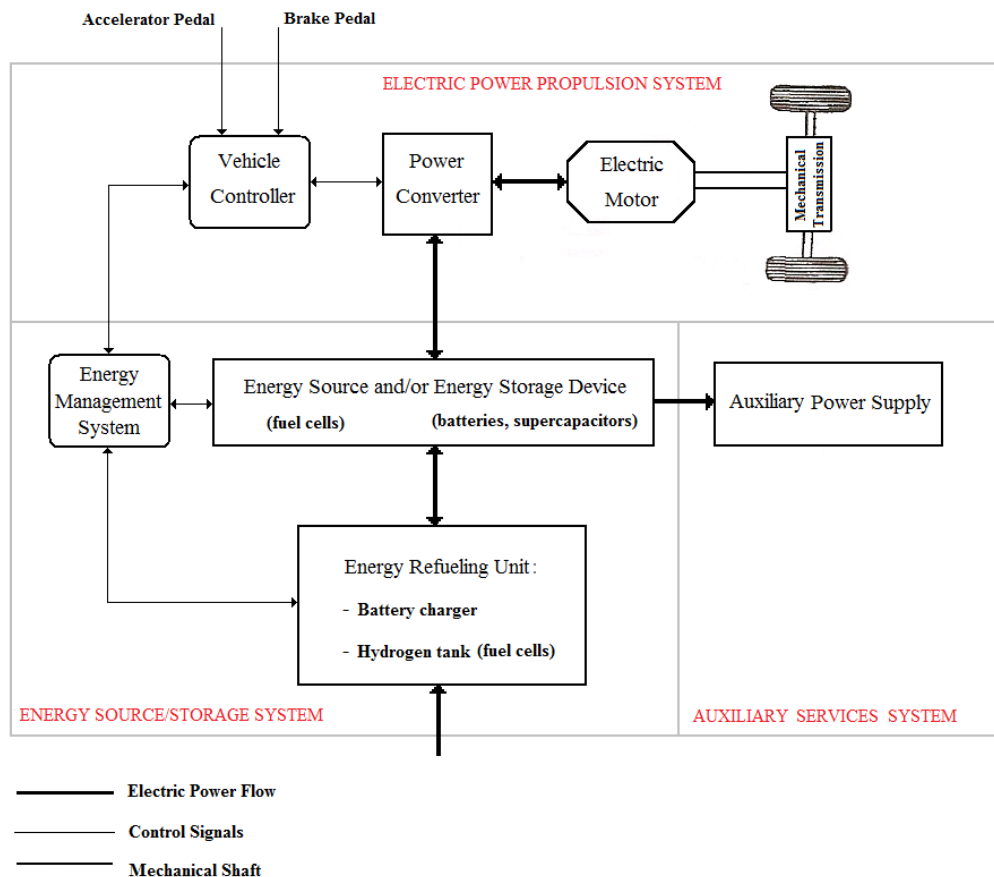 Accelerator Pedal
Brake Pedal
ELECTRIC POWER PROPULSION SYSTEM
Vehicle
Controller
Power
Converter
Electric
Motor
Mechanical
Transmission
Energy
Management
System
Energy Source and/or Energy Storage Device
(fuel cells)
(batteries, supercapacitors)
Auxiliary Power Supply
Energy Refueling Unit:
- Battery charger
- Hydrogen tank (fuel cells)
ENERGY SOURCE/STORAGE SYSTEM
AUXILIARY SERVICES SYSTEM
Electric Power Flow
Control Signals
Mechanical Shaft